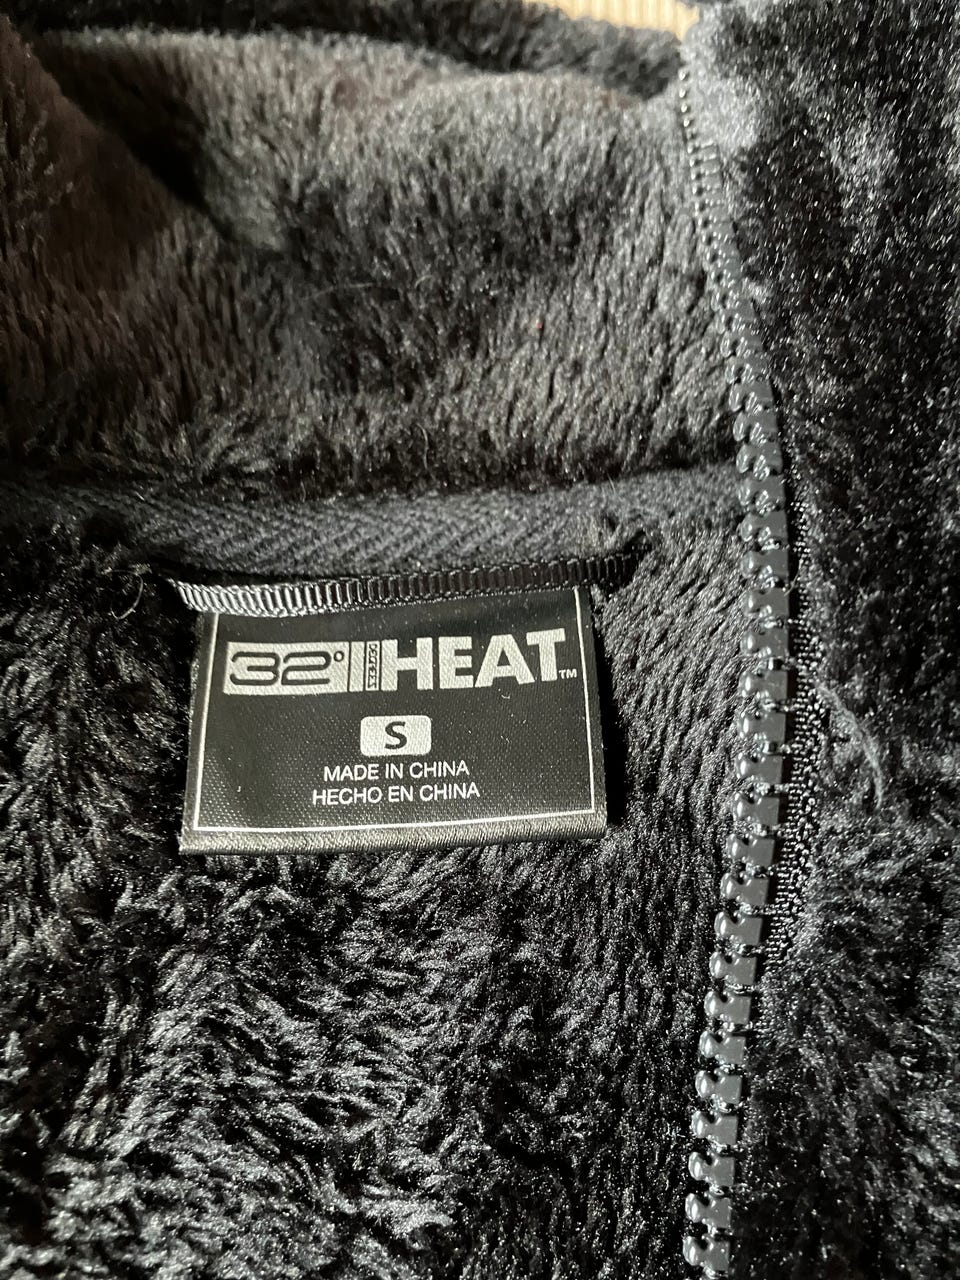 32° DEGREES HEAT™
S
MADE IN CHINA
HECHO EN CHINA